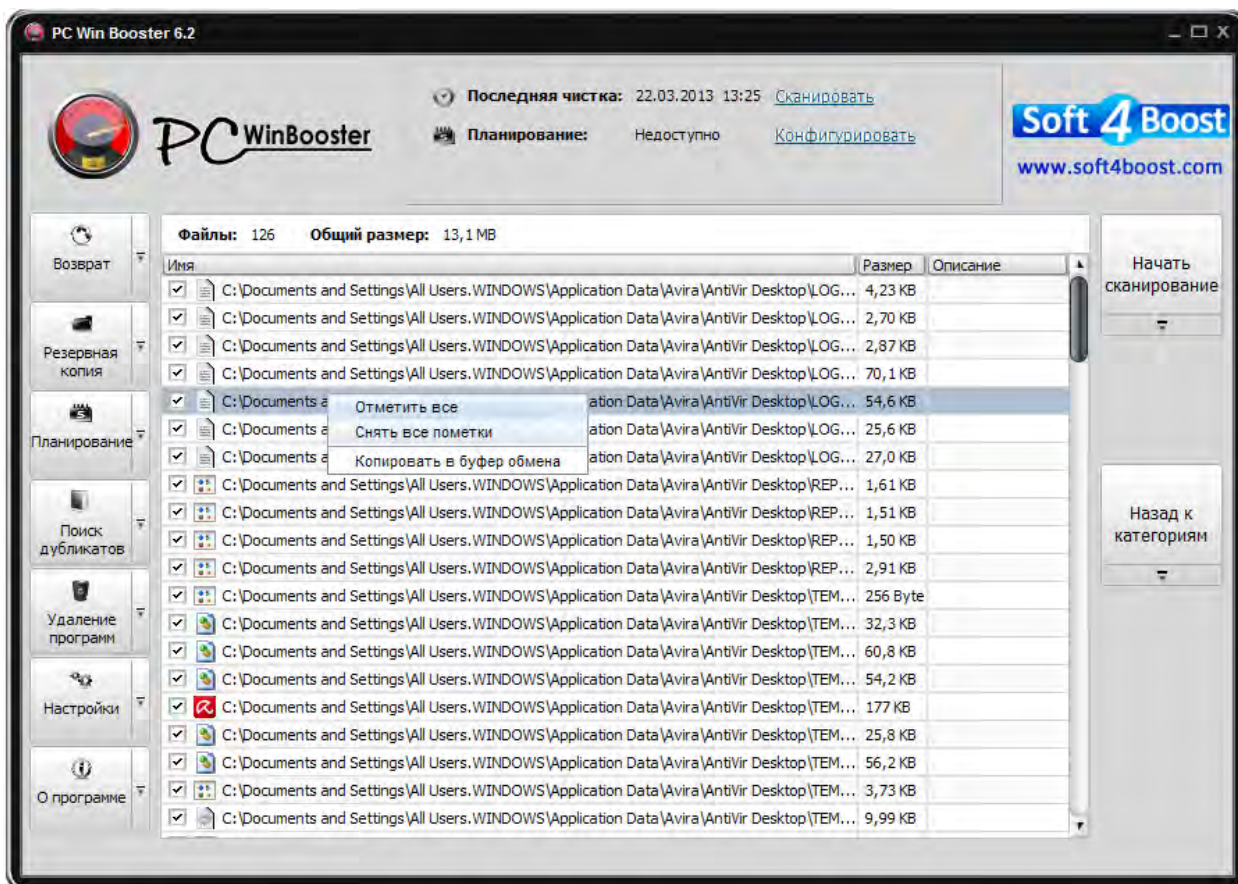 PC Win Booster 6.2
Последняя чистка: 22.03.2013 13:25 Сканировать
PC WinBooster
Планирование: Недоступно Конфигурировать
Soft 4 Boost
www.soft4boost.com
Возврат
Резервная
копия
Планирование
Поиск
дубликатов
Удаление
программ
Настройки
О программе
Файлы: 126 Общий размер: 13,1 MB
Имя Размер Описание
C:\Documents and Settings\All Users.WINDOWS\Application Data\Avira\AntiVir Desktop\LOG... 4,23 KB
C:\Documents and Settings\All Users.WINDOWS\Application Data\Avira\AntiVir Desktop\LOG... 2,70 KB
C:\Documents and Settings\All Users.WINDOWS\Application Data\Avira\AntiVir Desktop\LOG... 2,87 KB
C:\Documents and Settings\All Users.WINDOWS\Application Data\Avira\AntiVir Desktop\LOG... 70,1 KB
C:\Documents a ation Data\Avira\AntiVir Desktop\LOG... 54,6 KB
C:\Documents a ation Data\Avira\AntiVir Desktop\LOG... 25,6 KB
C:\Documents a ation Data\Avira\AntiVir Desktop\LOG... 27,0 KB
Отметить все
Снять все пометки
Копировать в буфер обмена
C:\Documents and Settings\All Users.WINDOWS\Application Data\Avira\AntiVir Desktop\REP... 1,61 KB
C:\Documents and Settings\All Users.WINDOWS\Application Data\Avira\AntiVir Desktop\REP... 1,51 KB
C:\Documents and Settings\All Users.WINDOWS\Application Data\Avira\AntiVir Desktop\REP... 1,50 KB
C:\Documents and Settings\All Users.WINDOWS\Application Data\Avira\AntiVir Desktop\REP... 2,91 KB
C:\Documents and Settings\All Users.WINDOWS\Application Data\Avira\AntiVir Desktop\TEM... 256 Byte
C:\Documents and Settings\All Users.WINDOWS\Application Data\Avira\AntiVir Desktop\TEM... 32,3 KB
C:\Documents and Settings\All Users.WINDOWS\Application Data\Avira\AntiVir Desktop\TEM... 60,8 KB
C:\Documents and Settings\All Users.WINDOWS\Application Data\Avira\AntiVir Desktop\TEM... 54,2 KB
C:\Documents and Settings\All Users.WINDOWS\Application Data\Avira\AntiVir Desktop\TEM... 177 KB
C:\Documents and Settings\All Users.WINDOWS\Application Data\Avira\AntiVir Desktop\TEM... 25,8 KB
C:\Documents and Settings\All Users.WINDOWS\Application Data\Avira\AntiVir Desktop\TEM... 56,2 KB
C:\Documents and Settings\All Users.WINDOWS\Application Data\Avira\AntiVir Desktop\TEM... 3,73 KB
C:\Documents and Settings\All Users.WINDOWS\Application Data\Avira\AntiVir Desktop\TEM... 9,99 KB
Начать
сканирование
Назад к
категориям